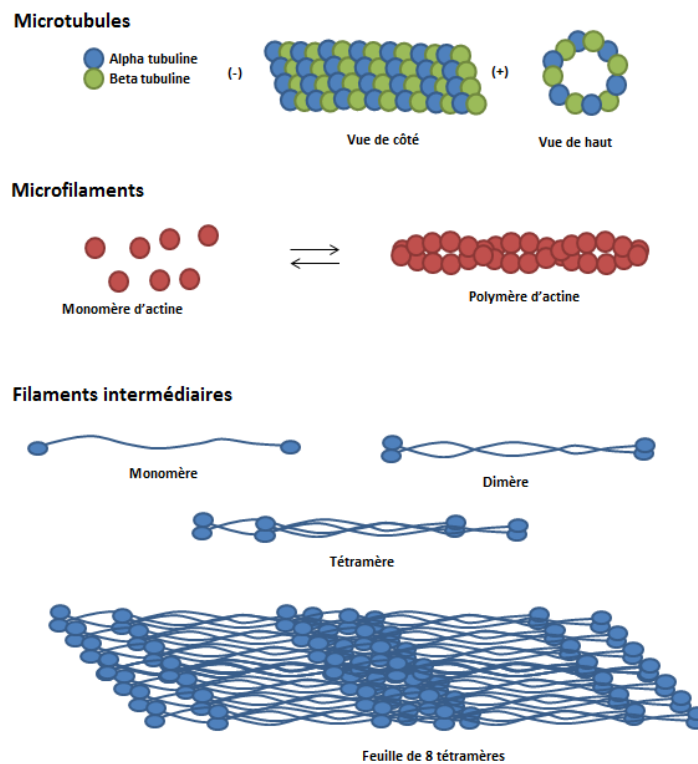 Microtubules
Alpha tubuline
Beta tubuline
(-)
(+)
Vue de côté
Vue de haut
Microfilaments
Monomère d'actine
Polymère d'actine
Filaments intermédiaires
Monomère
Dimère
Tétramère
Feuille de 8 tétramères